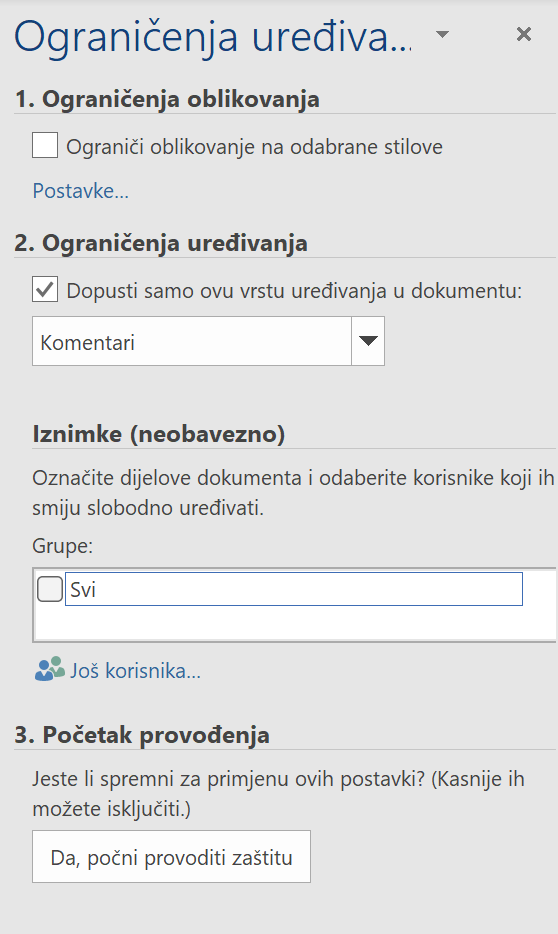 Ograničenja uređiva...
1. Ograničenja oblikovanja
Ograniči oblikovanje na odabrane stilove
Postavke...
2. Ograničenja uređivanja
Dopusti samo ovu vrstu uređivanja u dokumentu:
Komentari
Iznimke (neobavezno)
Označite dijelove dokumenta i odaberite korisnike koji ih
smiju slobodno uređivati.
Grupe:
Svi
Još korisnika...
3. Početak provođenja
Jeste li spremni za primjenu ovih postavki? (Kasnije ih
možete isključiti.)
Da, počni provoditi zaštitu